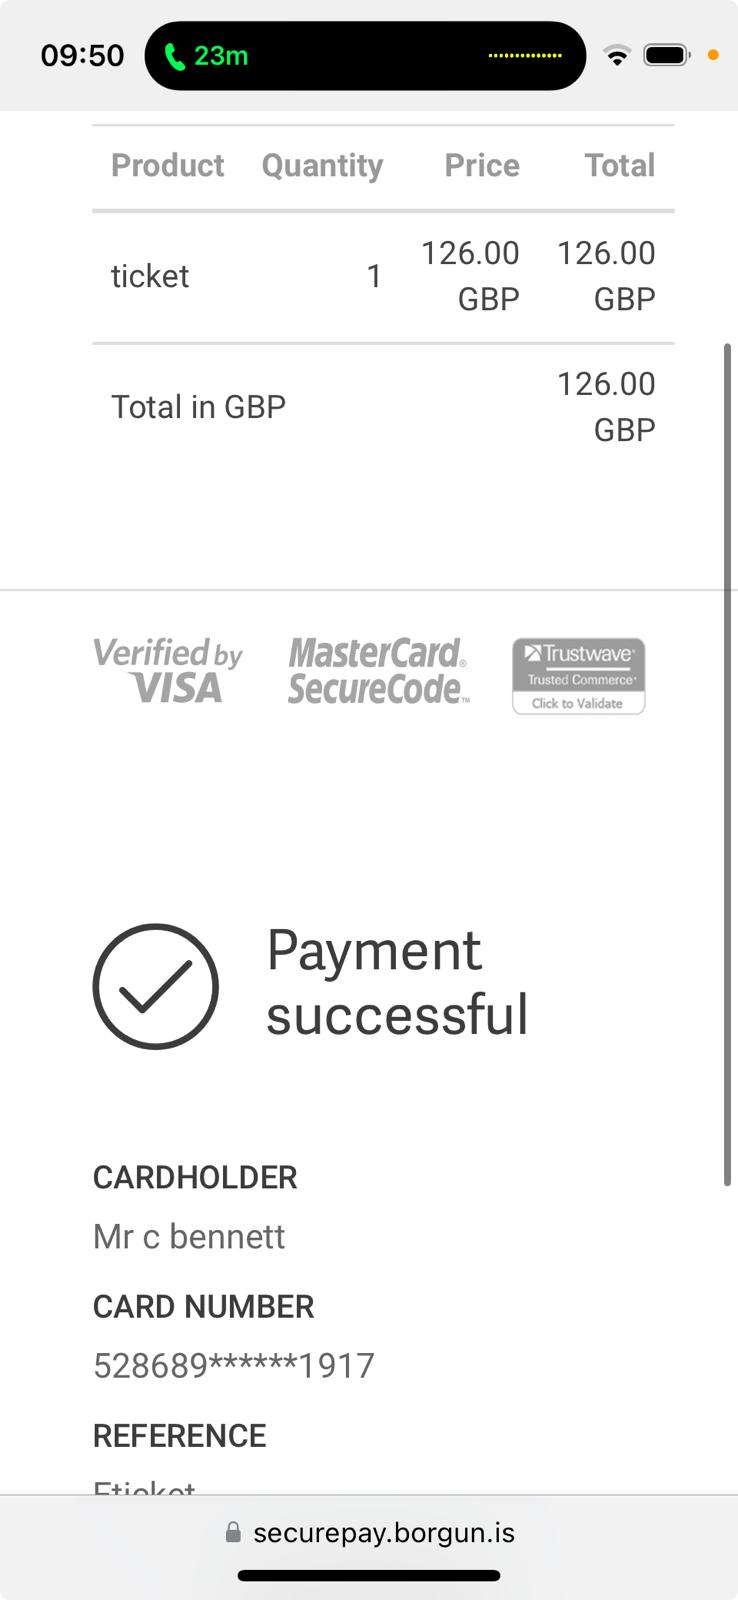 09:50 23m
Product Quantity Price Total
ticket 1 126.00 GBP 126.00 GBP
Total in GBP 126.00 GBP
Verified by VISA
MasterCard® SecureCode™
Trustwave®
Trusted Commerce®
Click to Validate
Payment
successful
CARDHOLDER
Mr c bennett
CARD NUMBER
528689******1917
REFERENCE
Eticket
securepay.borgun.is